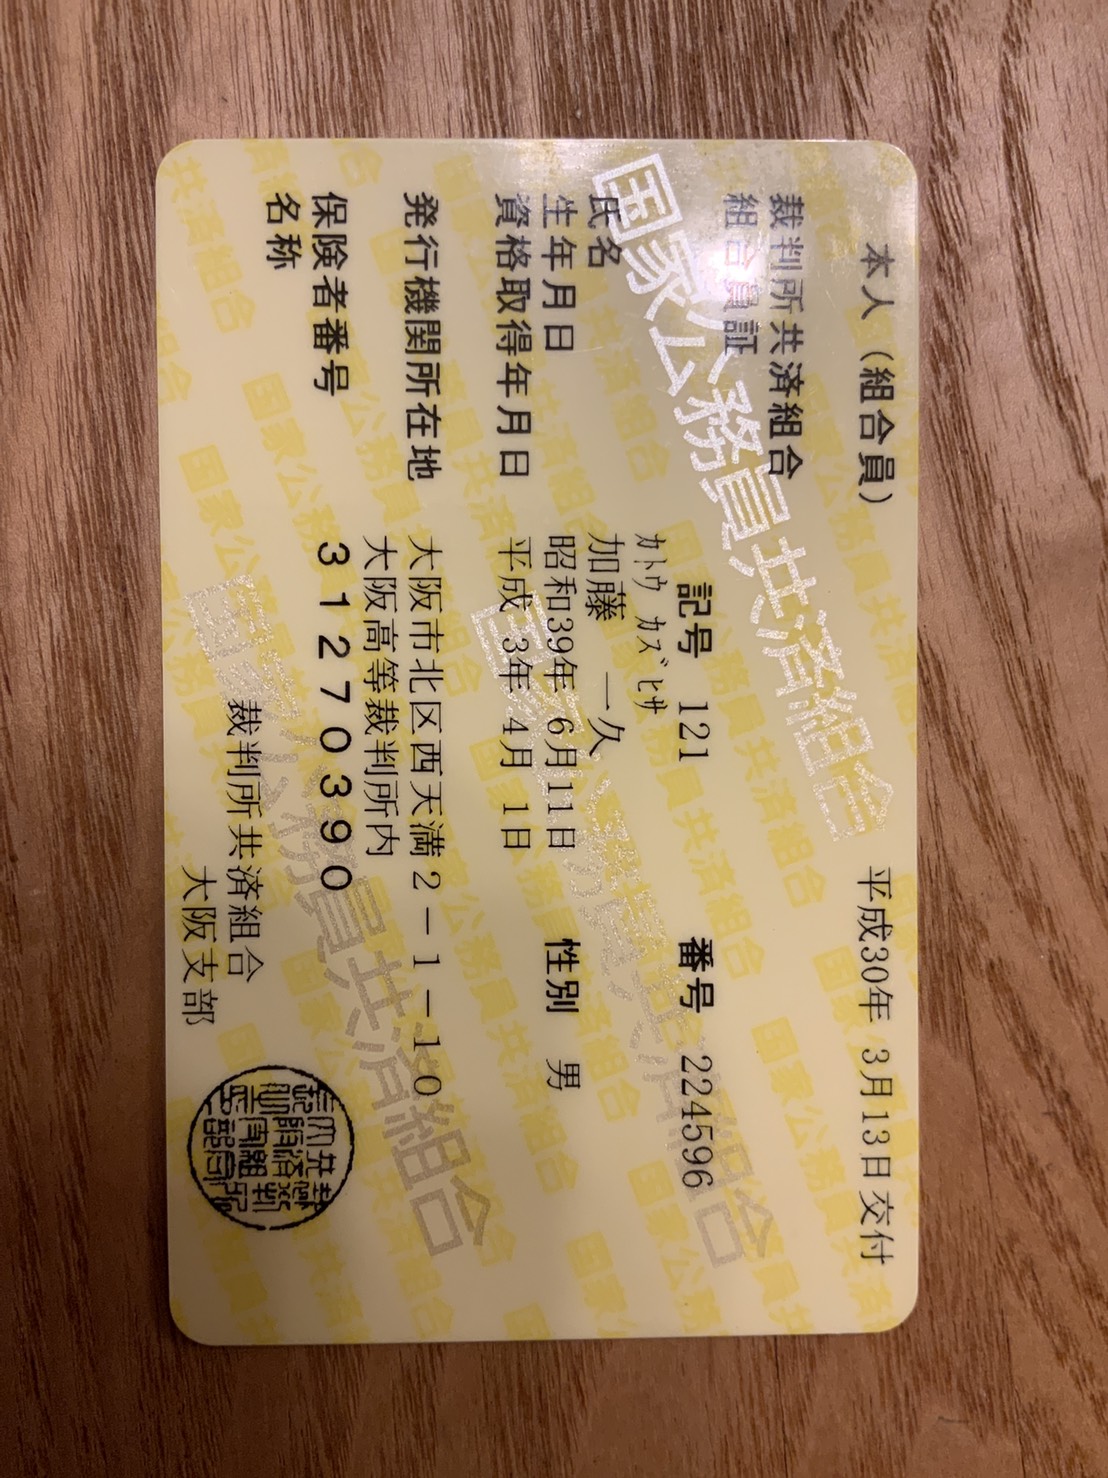 本人（組合員） 平成30年 3月13日交付
裁判所共済組合
組合員証
記号 121 番号 224596
ｶﾄｳ ｶｽﾞﾋｻ
氏名 加藤 一久
生年月日 昭和39年 6月11日 性別 男
資格取得年月日 平成 3年 4月 1日
発行機関所在地 大阪市北区西天満2－1－10
大阪高等裁判所内
保険者番号 31270390
名称 裁判所共済組合
大阪支部
国家公務員共済組合
国家公務員共済組合
国家公務員共済組合